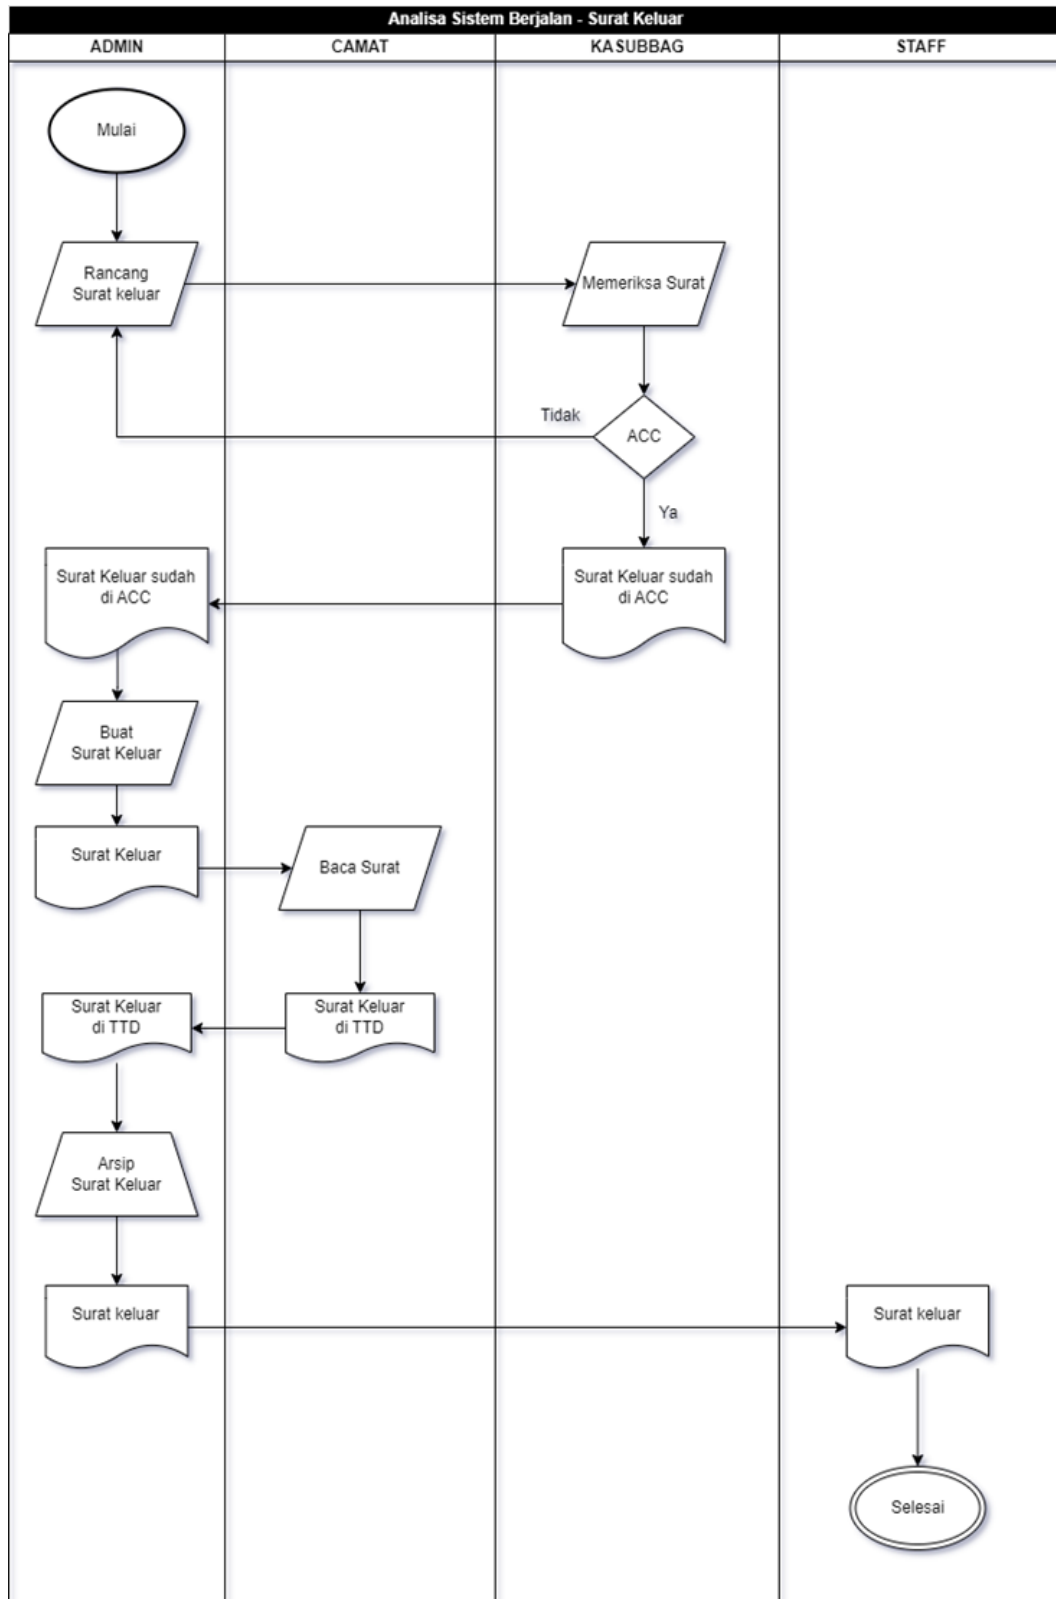 Analisa Sistem Berjalan - Surat Keluar
ADMIN
CAMAT
KASUBBAG
STAFF
Mulai
Rancang
Surat keluar
Memeriksa Surat
Tidak
ACC
Ya
Surat Keluar sudah
di ACC
Surat Keluar sudah
di ACC
Buat
Surat Keluar
Surat Keluar
Baca Surat
Surat Keluar
di TTD
Surat Keluar
di TTD
Arsip
Surat Keluar
Surat keluar
Surat keluar
Selesai